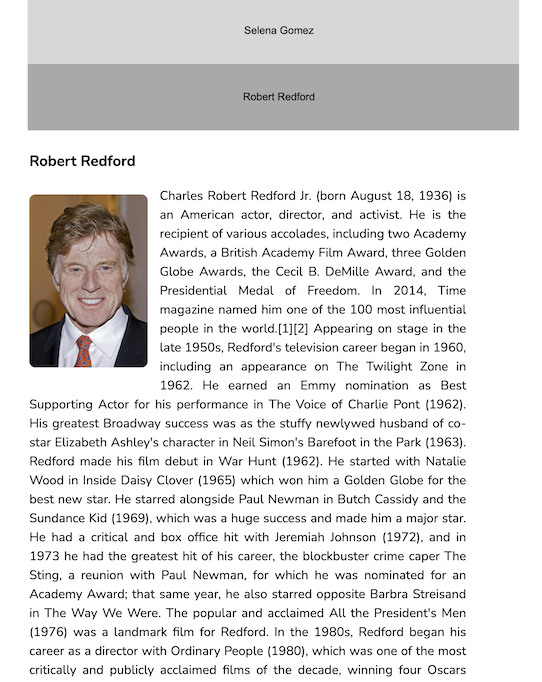 Selena Gomez
Robert Redford
Robert Redford
Charles Robert Redford Jr. (born August 18, 1936) is
an American actor, director, and activist. He is the
recipient of various accolades, including two Academy
Awards, a British Academy Film Award, three Golden
Globe Awards, the Cecil B. DeMille Award, and the
Presidential Medal of Freedom. In 2014, Time
magazine named him one of the 100 most influential
people in the world.[1][2] Appearing on stage in the
late 1950s, Redford's television career began in 1960,
including an appearance on The Twilight Zone in
1962. He earned an Emmy nomination as Best
Supporting Actor for his performance in The Voice of Charlie Pont (1962).
His greatest Broadway success was as the stuffy newlywed husband of co-
star Elizabeth Ashley's character in Neil Simon's Barefoot in the Park (1963).
Redford made his film debut in War Hunt (1962). He started with Natalie
Wood in Inside Daisy Clover (1965) which won him a Golden Globe for the
best new star. He starred alongside Paul Newman in Butch Cassidy and the
Sundance Kid (1969), which was a huge success and made him a major star.
He had a critical and box office hit with Jeremiah Johnson (1972), and in
1973 he had the greatest hit of his career, the blockbuster crime caper The
Sting, a reunion with Paul Newman, for which he was nominated for an
Academy Award; that same year, he also starred opposite Barbra Streisand
in The Way We Were. The popular and acclaimed All the President's Men
(1976) was a landmark film for Redford. In the 1980s, Redford began his
career as a director with Ordinary People (1980), which was one of the most
critically and publicly acclaimed films of the decade, winning four Oscars